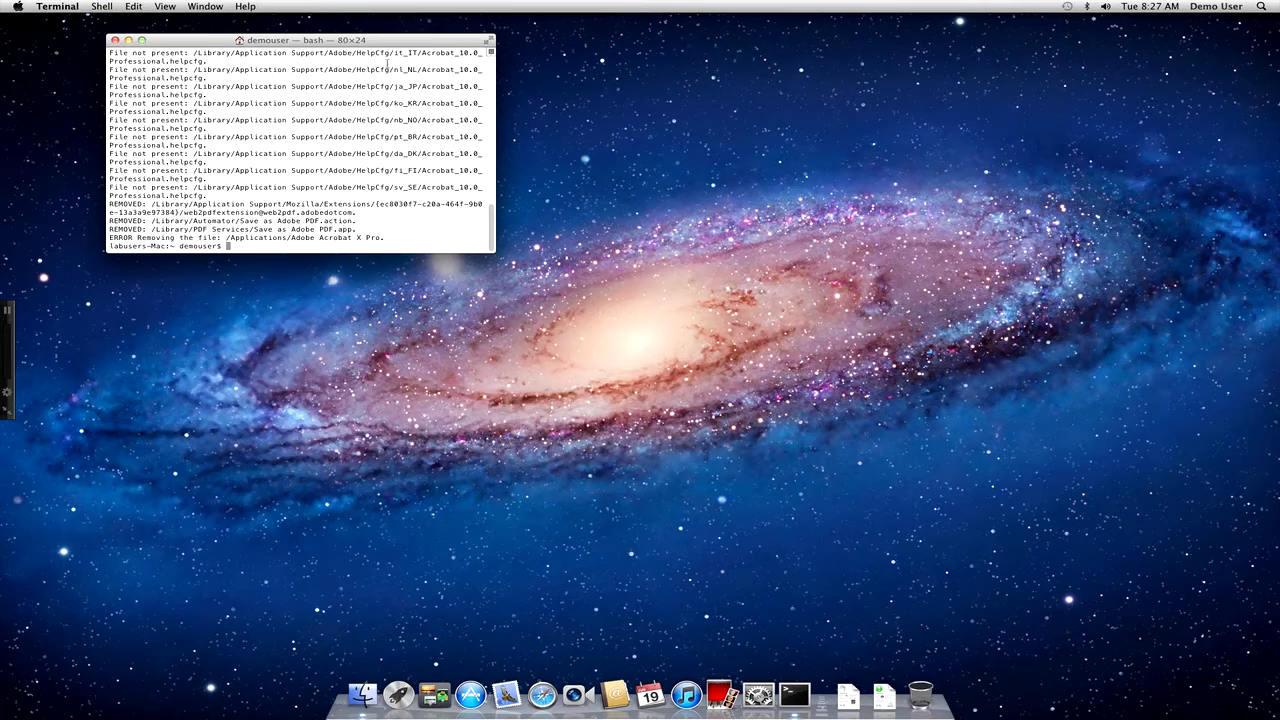 Terminal Shell Edit View Window Help Tue 8:27 AM Demo User
demouser — bash — 80×24
File not present: /Library/Application Support/Adobe/HelpCfg/it_IT/Acrobat_10.0_
Professional.helpcfg.
File not present: /Library/Application Support/Adobe/HelpCfg/nl_NL/Acrobat_10.0_
Professional.helpcfg.
File not present: /Library/Application Support/Adobe/HelpCfg/ja_JP/Acrobat_10.0_
Professional.helpcfg.
File not present: /Library/Application Support/Adobe/HelpCfg/ko_KR/Acrobat_10.0_
Professional.helpcfg.
File not present: /Library/Application Support/Adobe/HelpCfg/nb_NO/Acrobat_10.0_
Professional.helpcfg.
File not present: /Library/Application Support/Adobe/HelpCfg/pt_BR/Acrobat_10.0_
Professional.helpcfg.
File not present: /Library/Application Support/Adobe/HelpCfg/da_DK/Acrobat_10.0_
Professional.helpcfg.
File not present: /Library/Application Support/Adobe/HelpCfg/fi_FI/Acrobat_10.0_
Professional.helpcfg.
File not present: /Library/Application Support/Adobe/HelpCfg/sv_SE/Acrobat_10.0_
Professional.helpcfg.
REMOVED: /Library/Application Support/Mozilla/Extensions/{ec8030f7-c20a-464f-9b0
e-13a3a9e97384}/web2pdfextension@web2pdf.adobedotcom.
REMOVED: /Library/Automator/Save as Adobe PDF.action.
REMOVED: /Library/PDF Services/Save as Adobe PDF.app.
ERROR Removing the file: /Applications/Adobe Acrobat X Pro.
labusers-Mac:~ demouser$
19